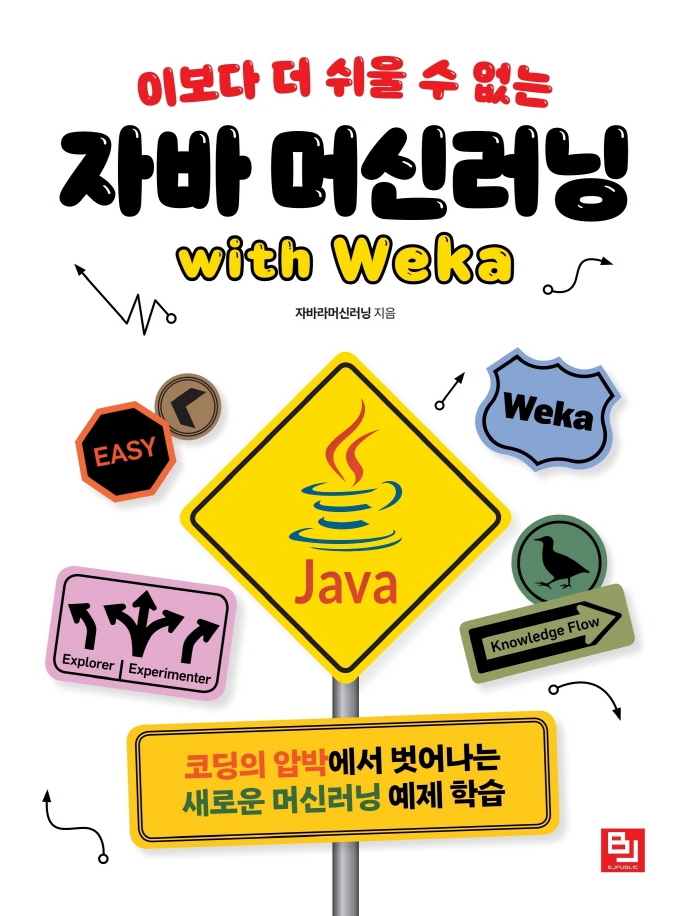 이보다 더 쉬울 수 없는
자바 머신러닝
with Weka
자바라머신러닝 지음
EASY
Weka
Java
Explorer | Experimenter
Knowledge Flow
코딩의 압박에서 벗어나는
새로운 머신러닝 예제 학습
BJ
BJPUBLIC